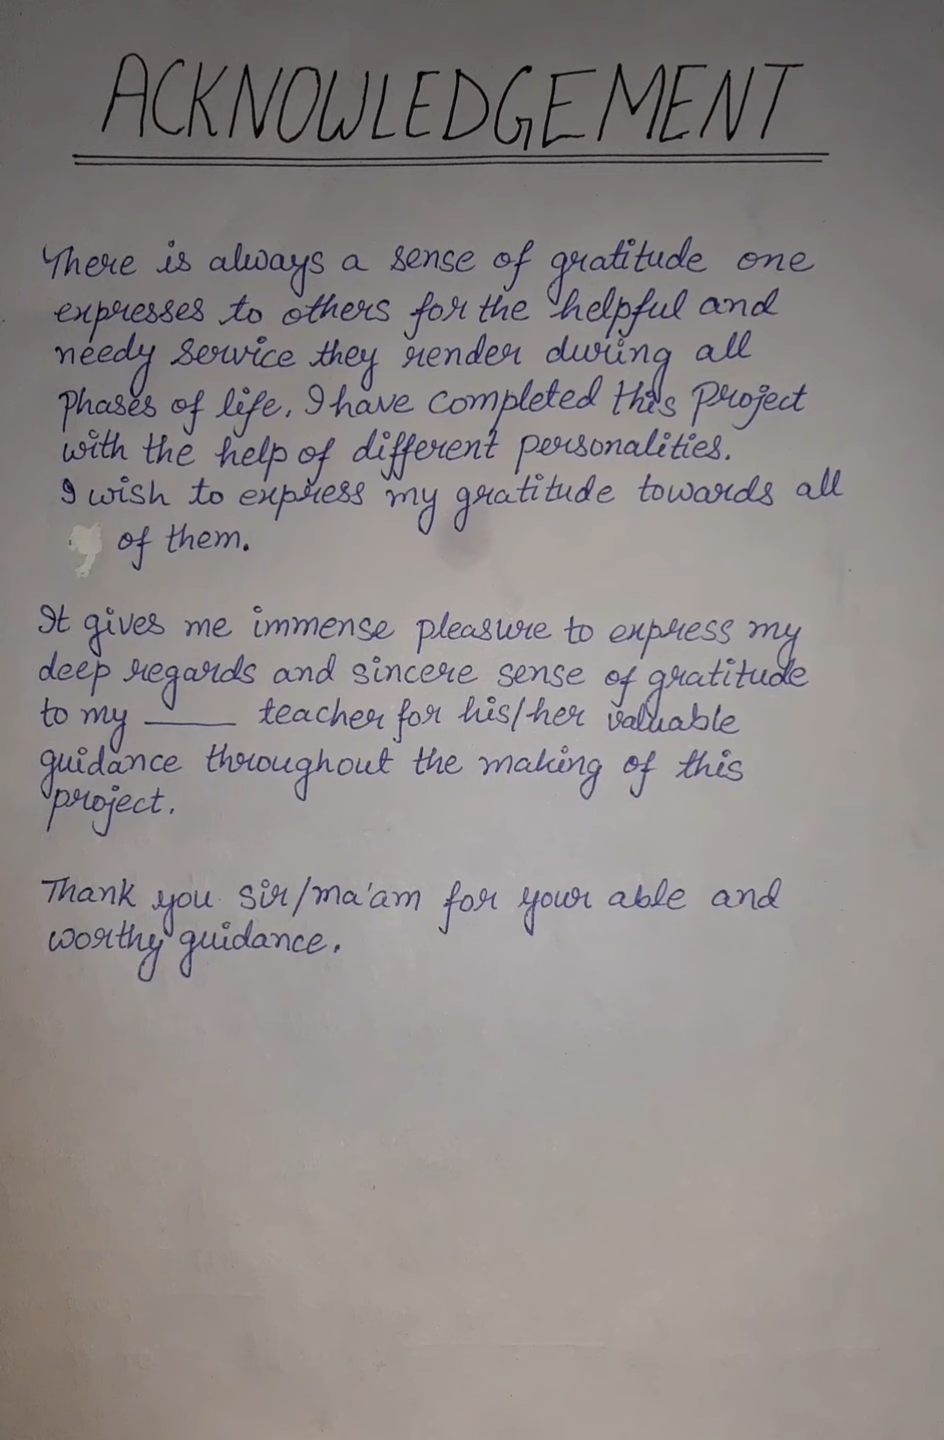 ACKNOWLEDGEMENT
There is always a sense of gratitude one
expresses to others for the helpful and
needy service they render during all
phases of life. I have completed this project
with the help of different personalities.
I wish to express my gratitude towards all
of them.
It gives me immense pleasure to express my
deep regards and sincere sense of gratitude
to my _____ teacher for his/her valuable
guidance throughout the making of this
project.
Thank you sir/ma'am for your able and
worthy guidance.